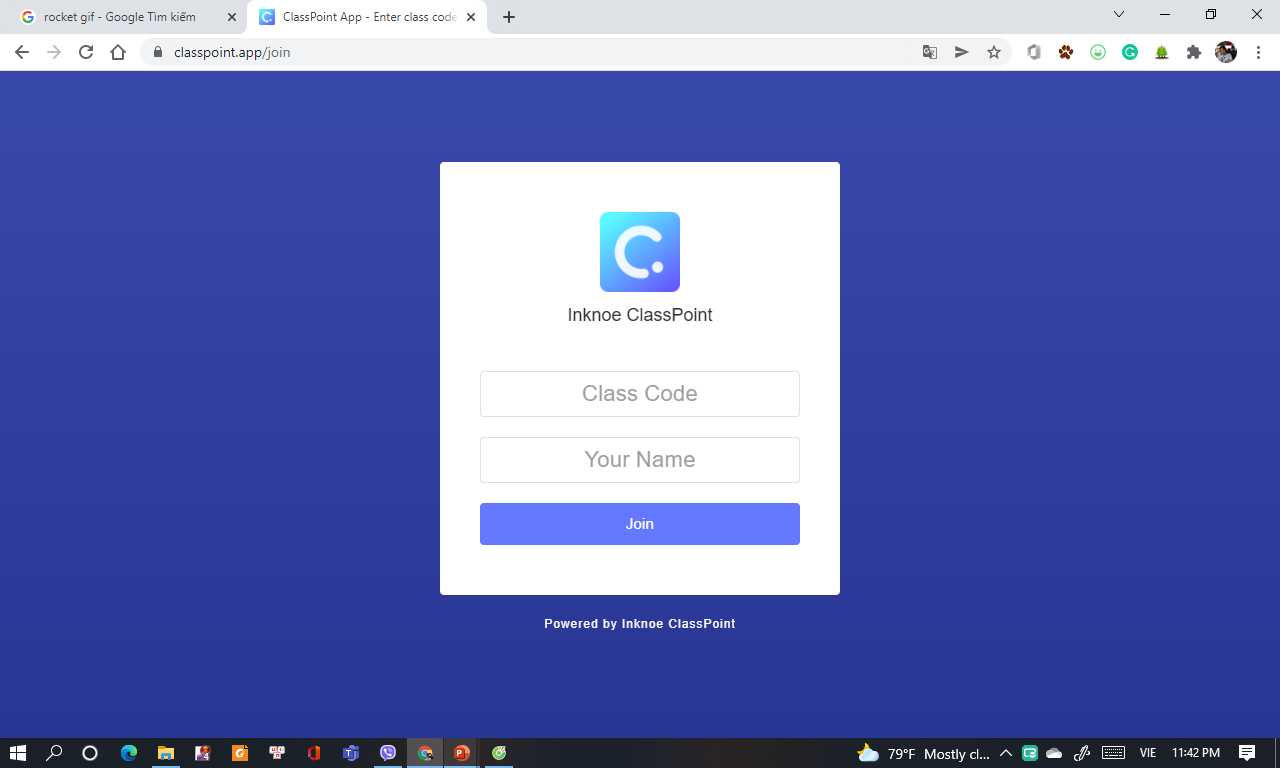 rocket gif - Google Tìm kiếm
ClassPoint App - Enter class code
classpoint.app/join
Inknoe ClassPoint
Class Code
Your Name
Join
Powered by Inknoe ClassPoint
79°F Mostly cl...
VIE
11:42 PM